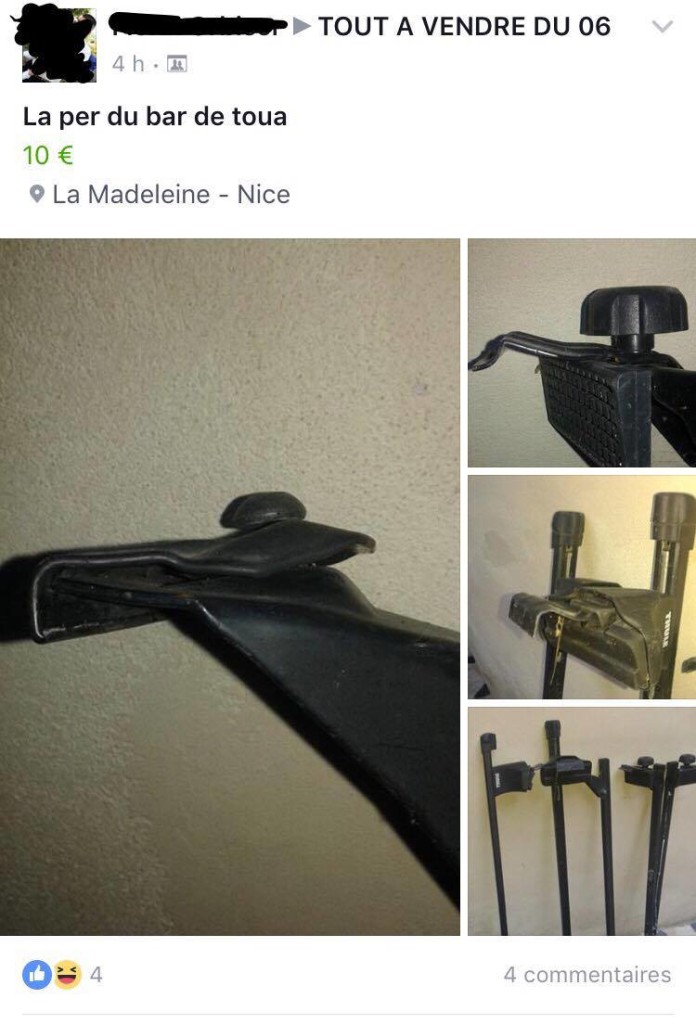 TOUT A VENDRE DU 06
4 h
La per du bar de toua
10 €
La Madeleine - Nice
THULE
4
4 commentaires